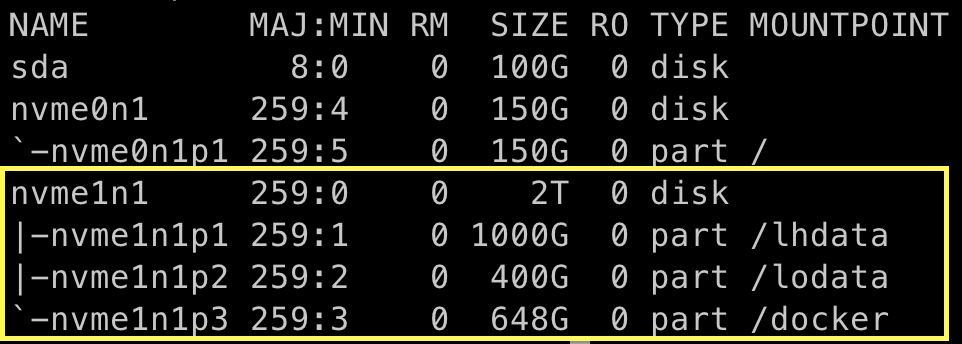 NAME        MAJ:MIN RM  SIZE RO TYPE MOUNTPOINT
sda           8:0    0  100G  0 disk
nvme0n1     259:4    0  150G  0 disk
`-nvme0n1p1 259:5    0  150G  0 part /
nvme1n1     259:0    0    2T  0 disk
|-nvme1n1p1 259:1    0 1000G  0 part /lhdata
|-nvme1n1p2 259:2    0  400G  0 part /lodata
`-nvme1n1p3 259:3    0  648G  0 part /docker